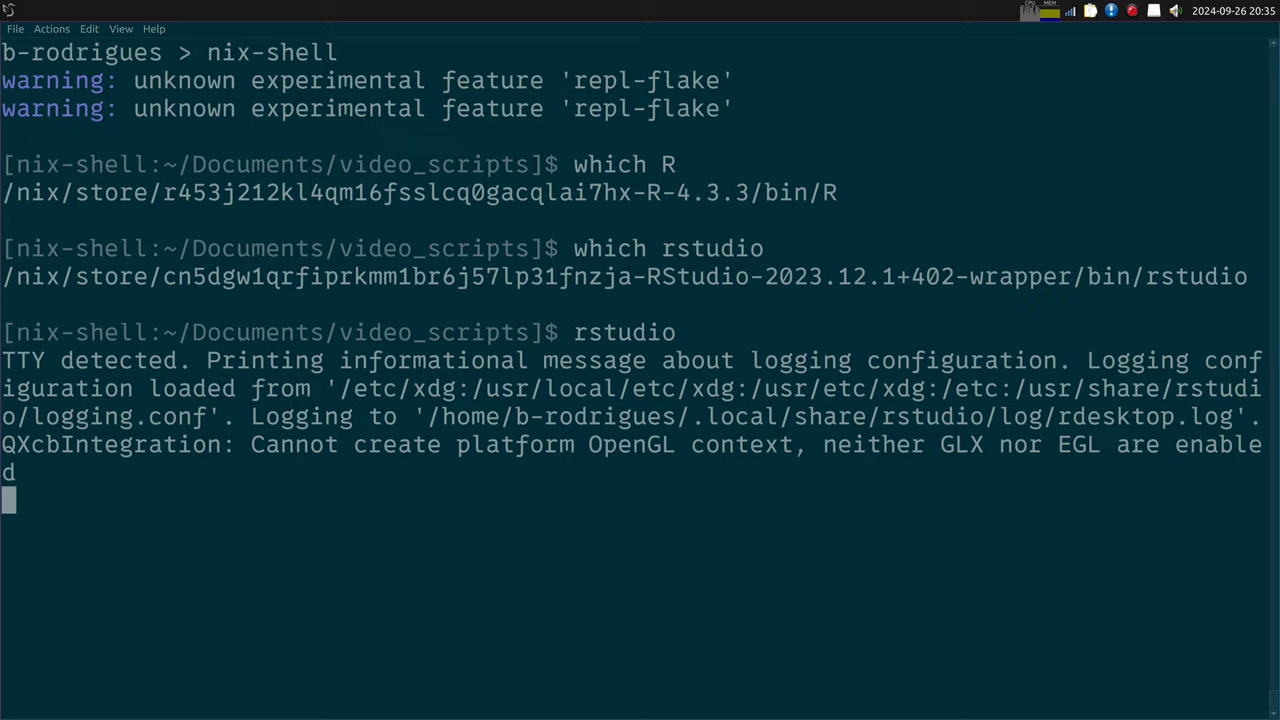 CPU MEM 2024-09-26 20:35
File Actions Edit View Help
b-rodrigues > nix-shell
warning: unknown experimental feature 'repl-flake'
warning: unknown experimental feature 'repl-flake'
[nix-shell:~/Documents/video_scripts]$ which R
/nix/store/r453j212kl4qm16fsslcq0gacqlai7hx-R-4.3.3/bin/R
[nix-shell:~/Documents/video_scripts]$ which rstudio
/nix/store/cn5dgw1qrfiprkmm1br6j57lp31fnzja-RStudio-2023.12.1+402-wrapper/bin/rstudio
[nix-shell:~/Documents/video_scripts]$ rstudio
TTY detected. Printing informational message about logging configuration. Logging conf
iguration loaded from '/etc/xdg:/usr/local/etc/xdg:/usr/etc/xdg:/etc:/usr/share/rstudi
o/logging.conf'. Logging to '/home/b-rodrigues/.local/share/rstudio/log/rdesktop.log'.
QXcbIntegration: Cannot create platform OpenGL context, neither GLX nor EGL are enable
d